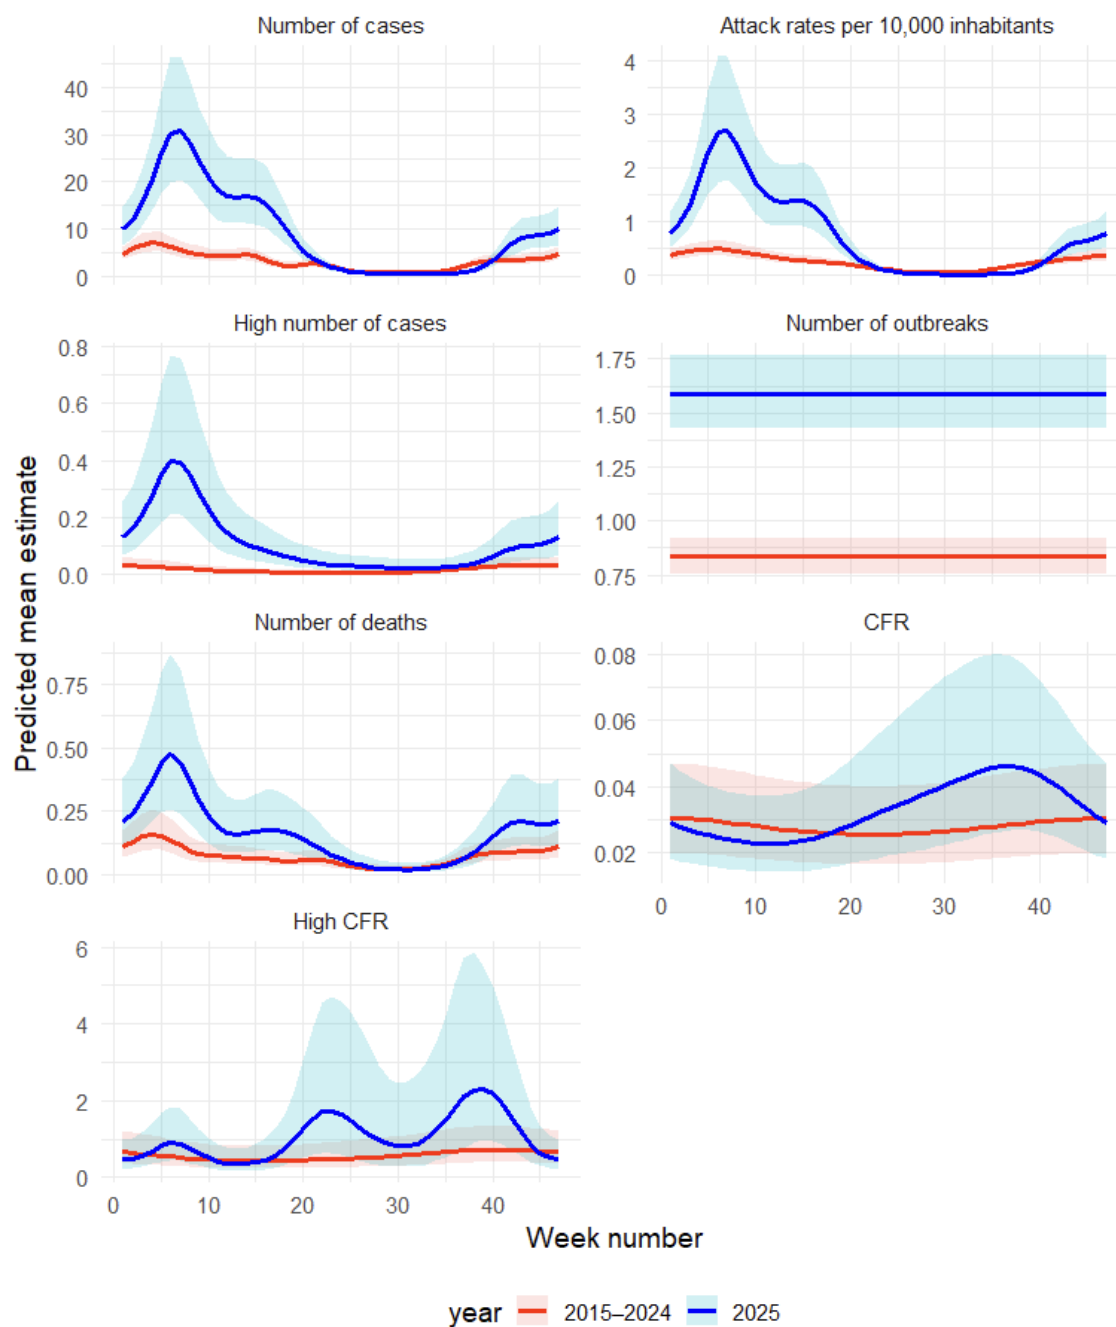 Number of cases
Attack rates per 10,000 inhabitants
40
30
20
10
0
4
3
2
1
0
High number of cases
Number of outbreaks
0.8
0.6
0.4
0.2
0.0
1.75
1.50
1.25
1.00
0.75
Predicted mean estimate
Number of deaths
CFR
0.75
0.50
0.25
0.00
0.08
0.06
0.04
0.02
0 10 20 30 40
High CFR
6
4
2
0
0 10 20 30 40
Week number
year 2015–2024 2025